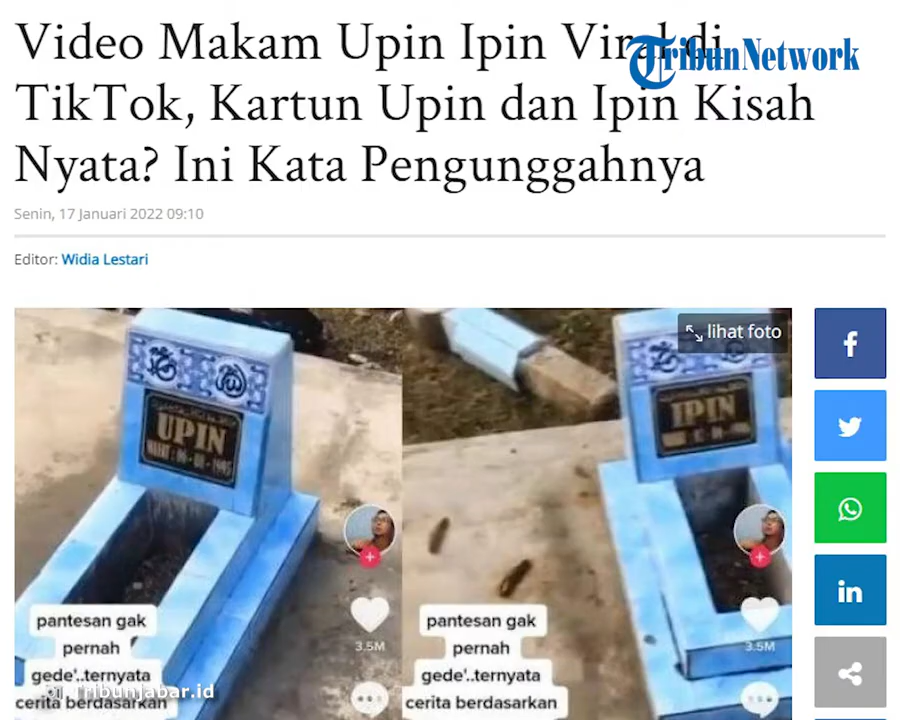 Video Makam Upin Ipin Viral di
TribunNetwork
TikTok, Kartun Upin dan Ipin Kisah
Nyata? Ini Kata Pengunggahnya
Senin, 17 Januari 2022 09:10
Editor: Widia Lestari
lihat foto
UPIN
IPIN
pantesan gak
pernah
gede'..ternyata
cerita berdasarkan
3.5M
pantesan gak
pernah
gede'..ternyata
cerita berdasarkan
3.5M
Tribunjabar.id